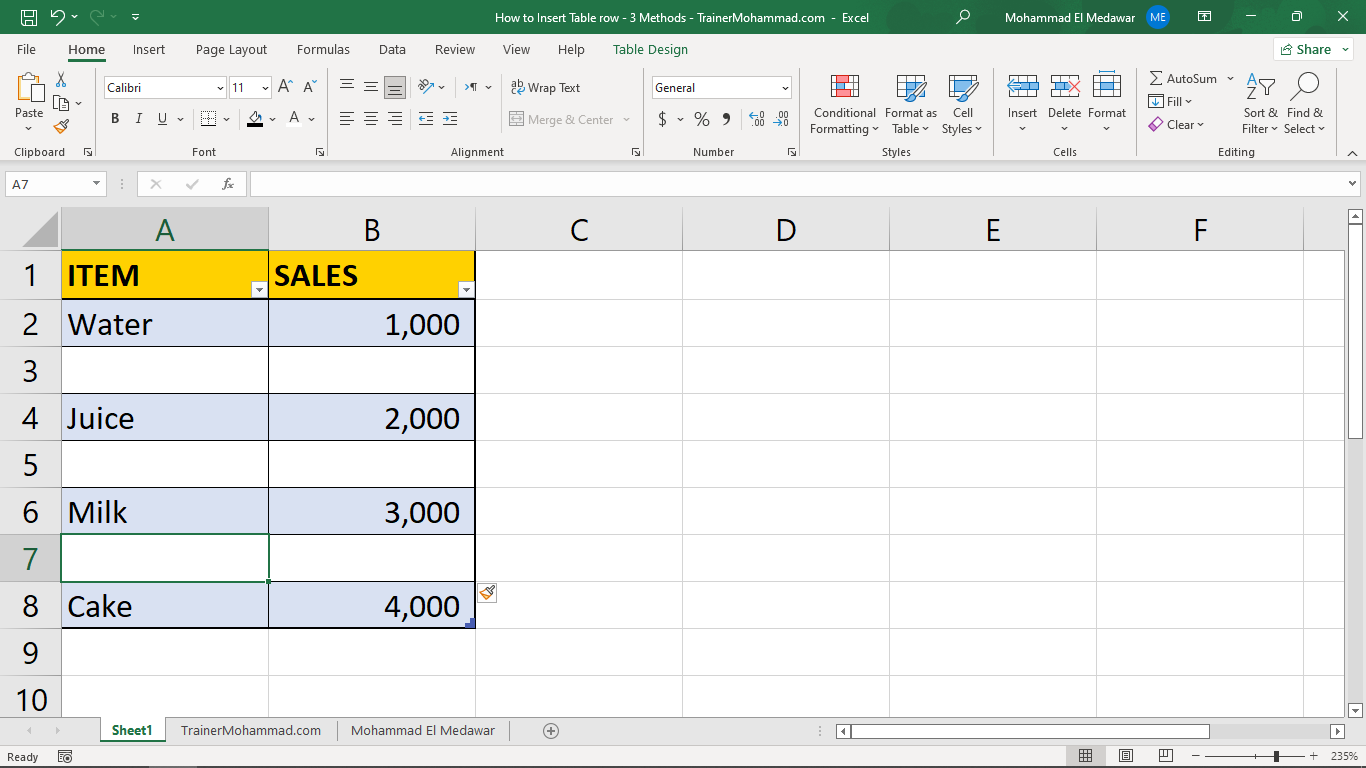 How to Insert Table row - 3 Methods - TrainerMohammad.com - Excel
Mohammad El Medawar ME
File Home Insert Page Layout Formulas Data Review View Help Table Design Share
Paste
Clipboard
Calibri 11
B I U A
Font
ab Wrap Text
Merge & Center
Alignment
General
$ % 9
Number
Conditional Formatting
Format as Table
Cell Styles
Styles
Insert Delete Format
Cells
AutoSum
Fill
Clear
Sort & Filter
Find & Select
Editing
A7 fx
A B C D E F
1 ITEM SALES
2 Water 1,000
3
4 Juice 2,000
5
6 Milk 3,000
7
8 Cake 4,000
9
10
Sheet1 TrainerMohammad.com Mohammad El Medawar
Ready 235%